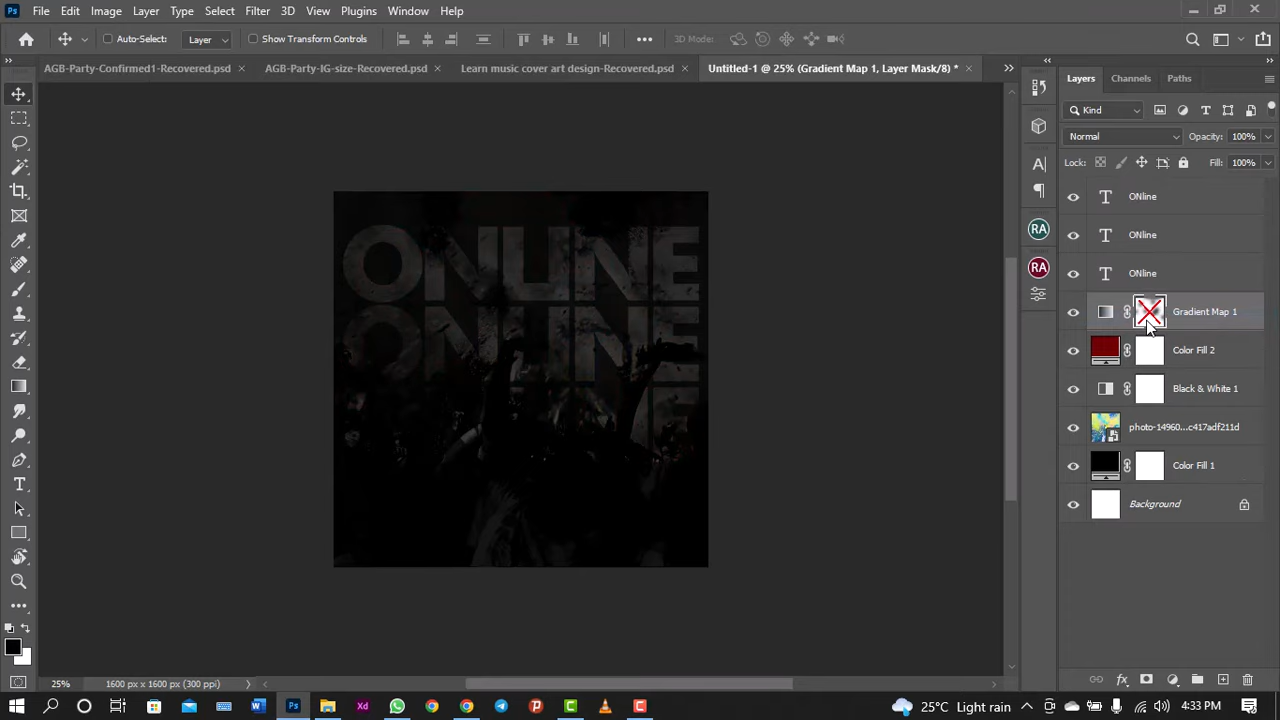 Ps File Edit Image Layer Type Select Filter 3D View Plugins Window Help
Auto-Select: Layer Show Transform Controls 3D Mode:
AGB-Party-Confirmed1-Recovered.psd AGB-Party-IG-size-Recovered.psd Learn music cover art design-Recovered.psd Untitled-1 @ 25% (Gradient Map 1, Layer Mask/8) *
Layers Channels Paths
Kind
Normal Opacity: 100%
Lock: Fill: 100%
T ONline
T ONline
T ONline
RA
RA
Gradient Map 1
Color Fill 2
Black & White 1
photo-14960...c417adf211d
Color Fill 1
Background
ONLINE
ONLINE
ONLINE
25% 1600 px x 1600 px (300 ppi)
25°C Light rain 4:33 PM